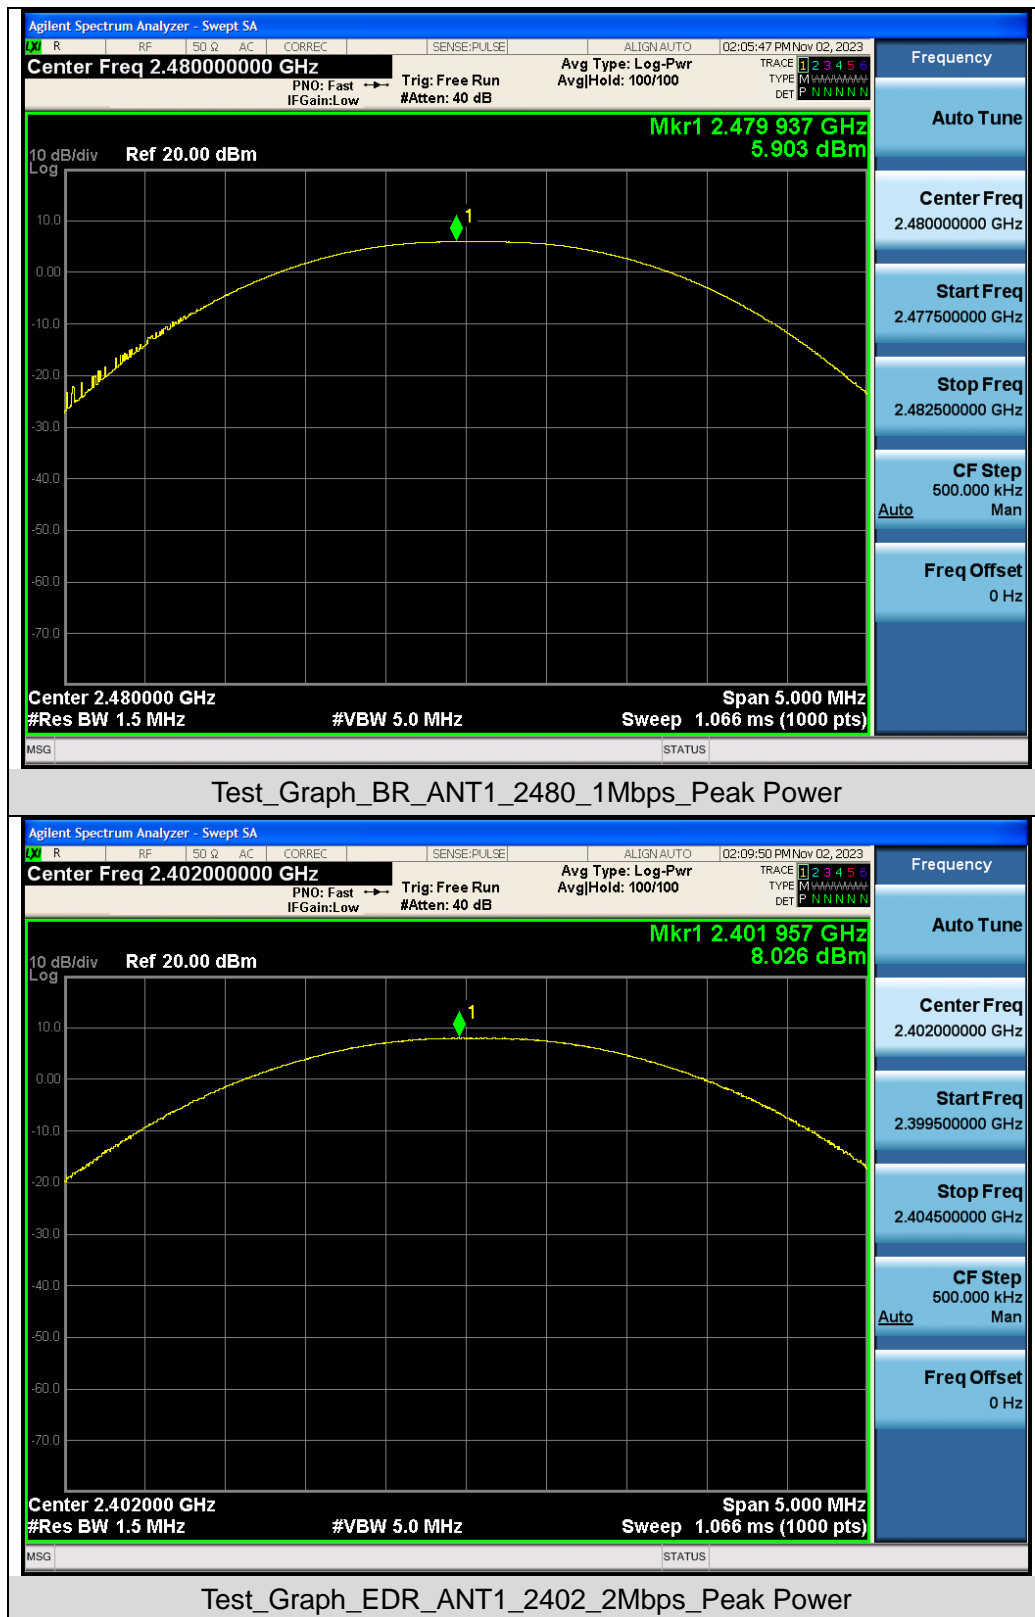 Agilent Spectrum Analyzer - Swept SA
LXI R RF 50 Ω AC CORREC SENSE:PULSE ALIGN AUTO 02:05:47 PM Nov 02, 2023
Center Freq 2.480000000 GHz
PNO: Fast
IFGain:Low
Trig: Free Run
#Atten: 40 dB
Avg Type: Log-Pwr
Avg|Hold: 100/100
TRACE 1 2 3 4 5 6
TYPE M
DET P N N N N N
Frequency
Auto Tune
Mkr1 2.479 937 GHz
5.903 dBm
10 dB/div Ref 20.00 dBm
Log
1
10.0
0.00
-10.0
-20.0
-30.0
-40.0
-50.0
-60.0
-70.0
Center Freq
2.480000000 GHz
Start Freq
2.477500000 GHz
Stop Freq
2.482500000 GHz
CF Step
500.000 kHz
Auto Man
Freq Offset
0 Hz
Center 2.480000 GHz Span 5.000 MHz
#Res BW 1.5 MHz #VBW 5.0 MHz Sweep 1.066 ms (1000 pts)
MSG STATUS
Test_Graph_BR_ANT1_2480_1Mbps_Peak Power
Agilent Spectrum Analyzer - Swept SA
LXI R RF 50 Ω AC CORREC SENSE:PULSE ALIGN AUTO 02:09:50 PM Nov 02, 2023
Center Freq 2.402000000 GHz
PNO: Fast
IFGain:Low
Trig: Free Run
#Atten: 40 dB
Avg Type: Log-Pwr
Avg|Hold: 100/100
TRACE 1 2 3 4 5 6
TYPE M
DET P N N N N N
Frequency
Auto Tune
Mkr1 2.401 957 GHz
8.026 dBm
10 dB/div Ref 20.00 dBm
Log
1
10.0
0.00
-10.0
-20.0
-30.0
-40.0
-50.0
-60.0
-70.0
Center Freq
2.402000000 GHz
Start Freq
2.399500000 GHz
Stop Freq
2.404500000 GHz
CF Step
500.000 kHz
Auto Man
Freq Offset
0 Hz
Center 2.402000 GHz Span 5.000 MHz
#Res BW 1.5 MHz #VBW 5.0 MHz Sweep 1.066 ms (1000 pts)
MSG STATUS
Test_Graph_EDR_ANT1_2402_2Mbps_Peak Power